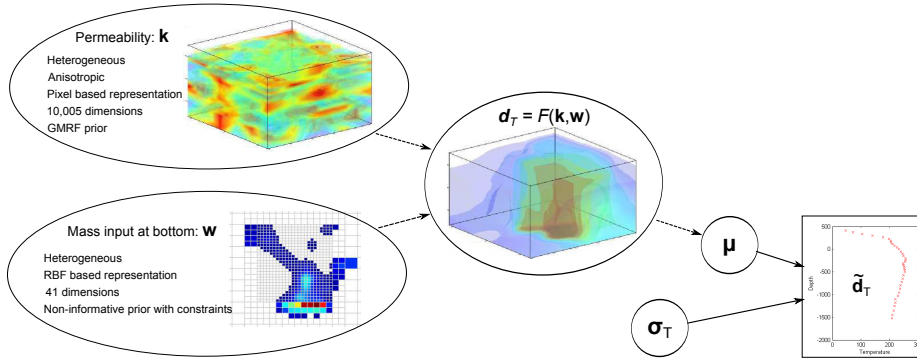 Permeability: k
Heterogeneous
Anisotropic
Pixel based representation
10,005 dimensions
GMRF prior
d_T = F(k,w)
Mass input at bottom: w
Heterogeneous
RBF based representation
41 dimensions
Non-informative prior with constraints
μ
σ_T
d̃_T
500
0
-500
-1000
-1500
-2000
Depth
100
200
Temperature